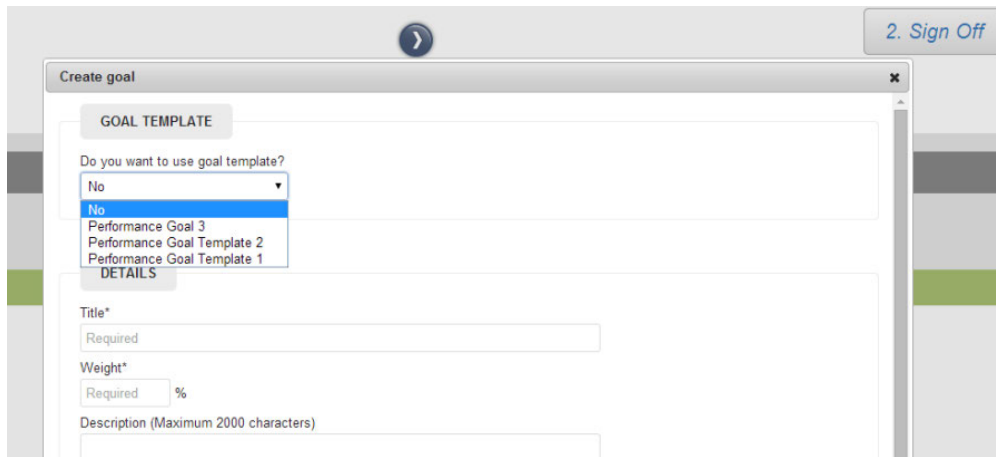 2. Sign Off
Create goal
GOAL TEMPLATE
Do you want to use goal template?
No
No
Performance Goal 3
Performance Goal Template 2
Performance Goal Template 1
DETAILS
Title*
Required
Weight*
Required %
Description (Maximum 2000 characters)